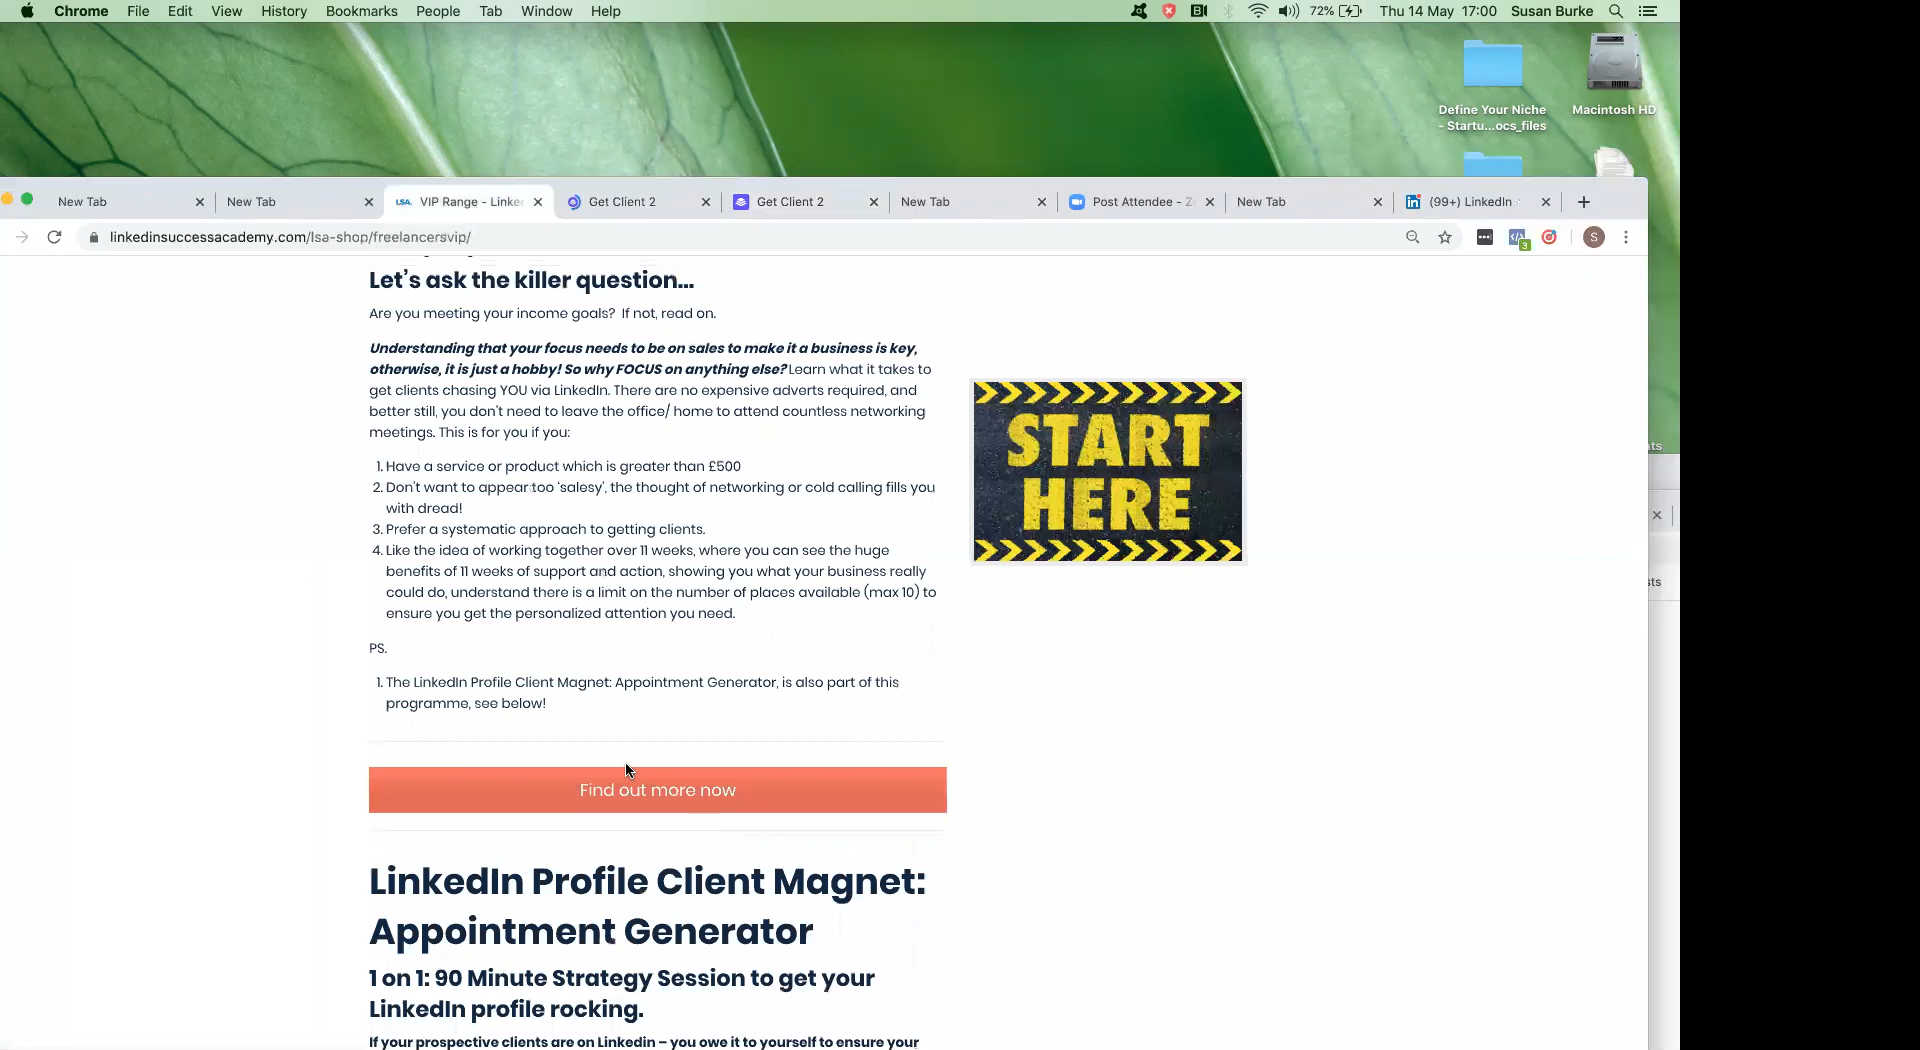 Chrome File Edit View History Bookmarks People Tab Window Help
72% Thu 14 May 17:00 Susan Burke
Define Your Niche
- Startu...ocs_files
Macintosh HD
New Tab
New Tab
VIP Range - Linke
Get Client 2
Get Client 2
New Tab
Post Attendee - Z
New Tab
(99+) LinkedIn
linkedinsuccessacademy.com/lsa-shop/freelancersvip/
3
S
Let's ask the killer question...
Are you meeting your income goals? If not, read on.
Understanding that your focus needs to be on sales to make it a business is key,
otherwise, it is just a hobby! So why FOCUS on anything else? Learn what it takes to
get clients chasing YOU via LinkedIn. There are no expensive adverts required, and
better still, you don't need to leave the office/ home to attend countless networking
meetings. This is for you if you:
1. Have a service or product which is greater than £500
2. Don't want to appear too 'salesy', the thought of networking or cold calling fills you
with dread!
3. Prefer a systematic approach to getting clients.
4. Like the idea of working together over 11 weeks, where you can see the huge
benefits of 11 weeks of support and action, showing you what your business really
could do, understand there is a limit on the number of places available (max 10) to
ensure you get the personalized attention you need.
START
HERE
PS.
1. The LinkedIn Profile Client Magnet: Appointment Generator, is also part of this
programme, see below!
Find out more now
LinkedIn Profile Client Magnet:
Appointment Generator
1 on 1: 90 Minute Strategy Session to get your
LinkedIn profile rocking.
If your prospective clients are on Linkedin – you owe it to yourself to ensure your